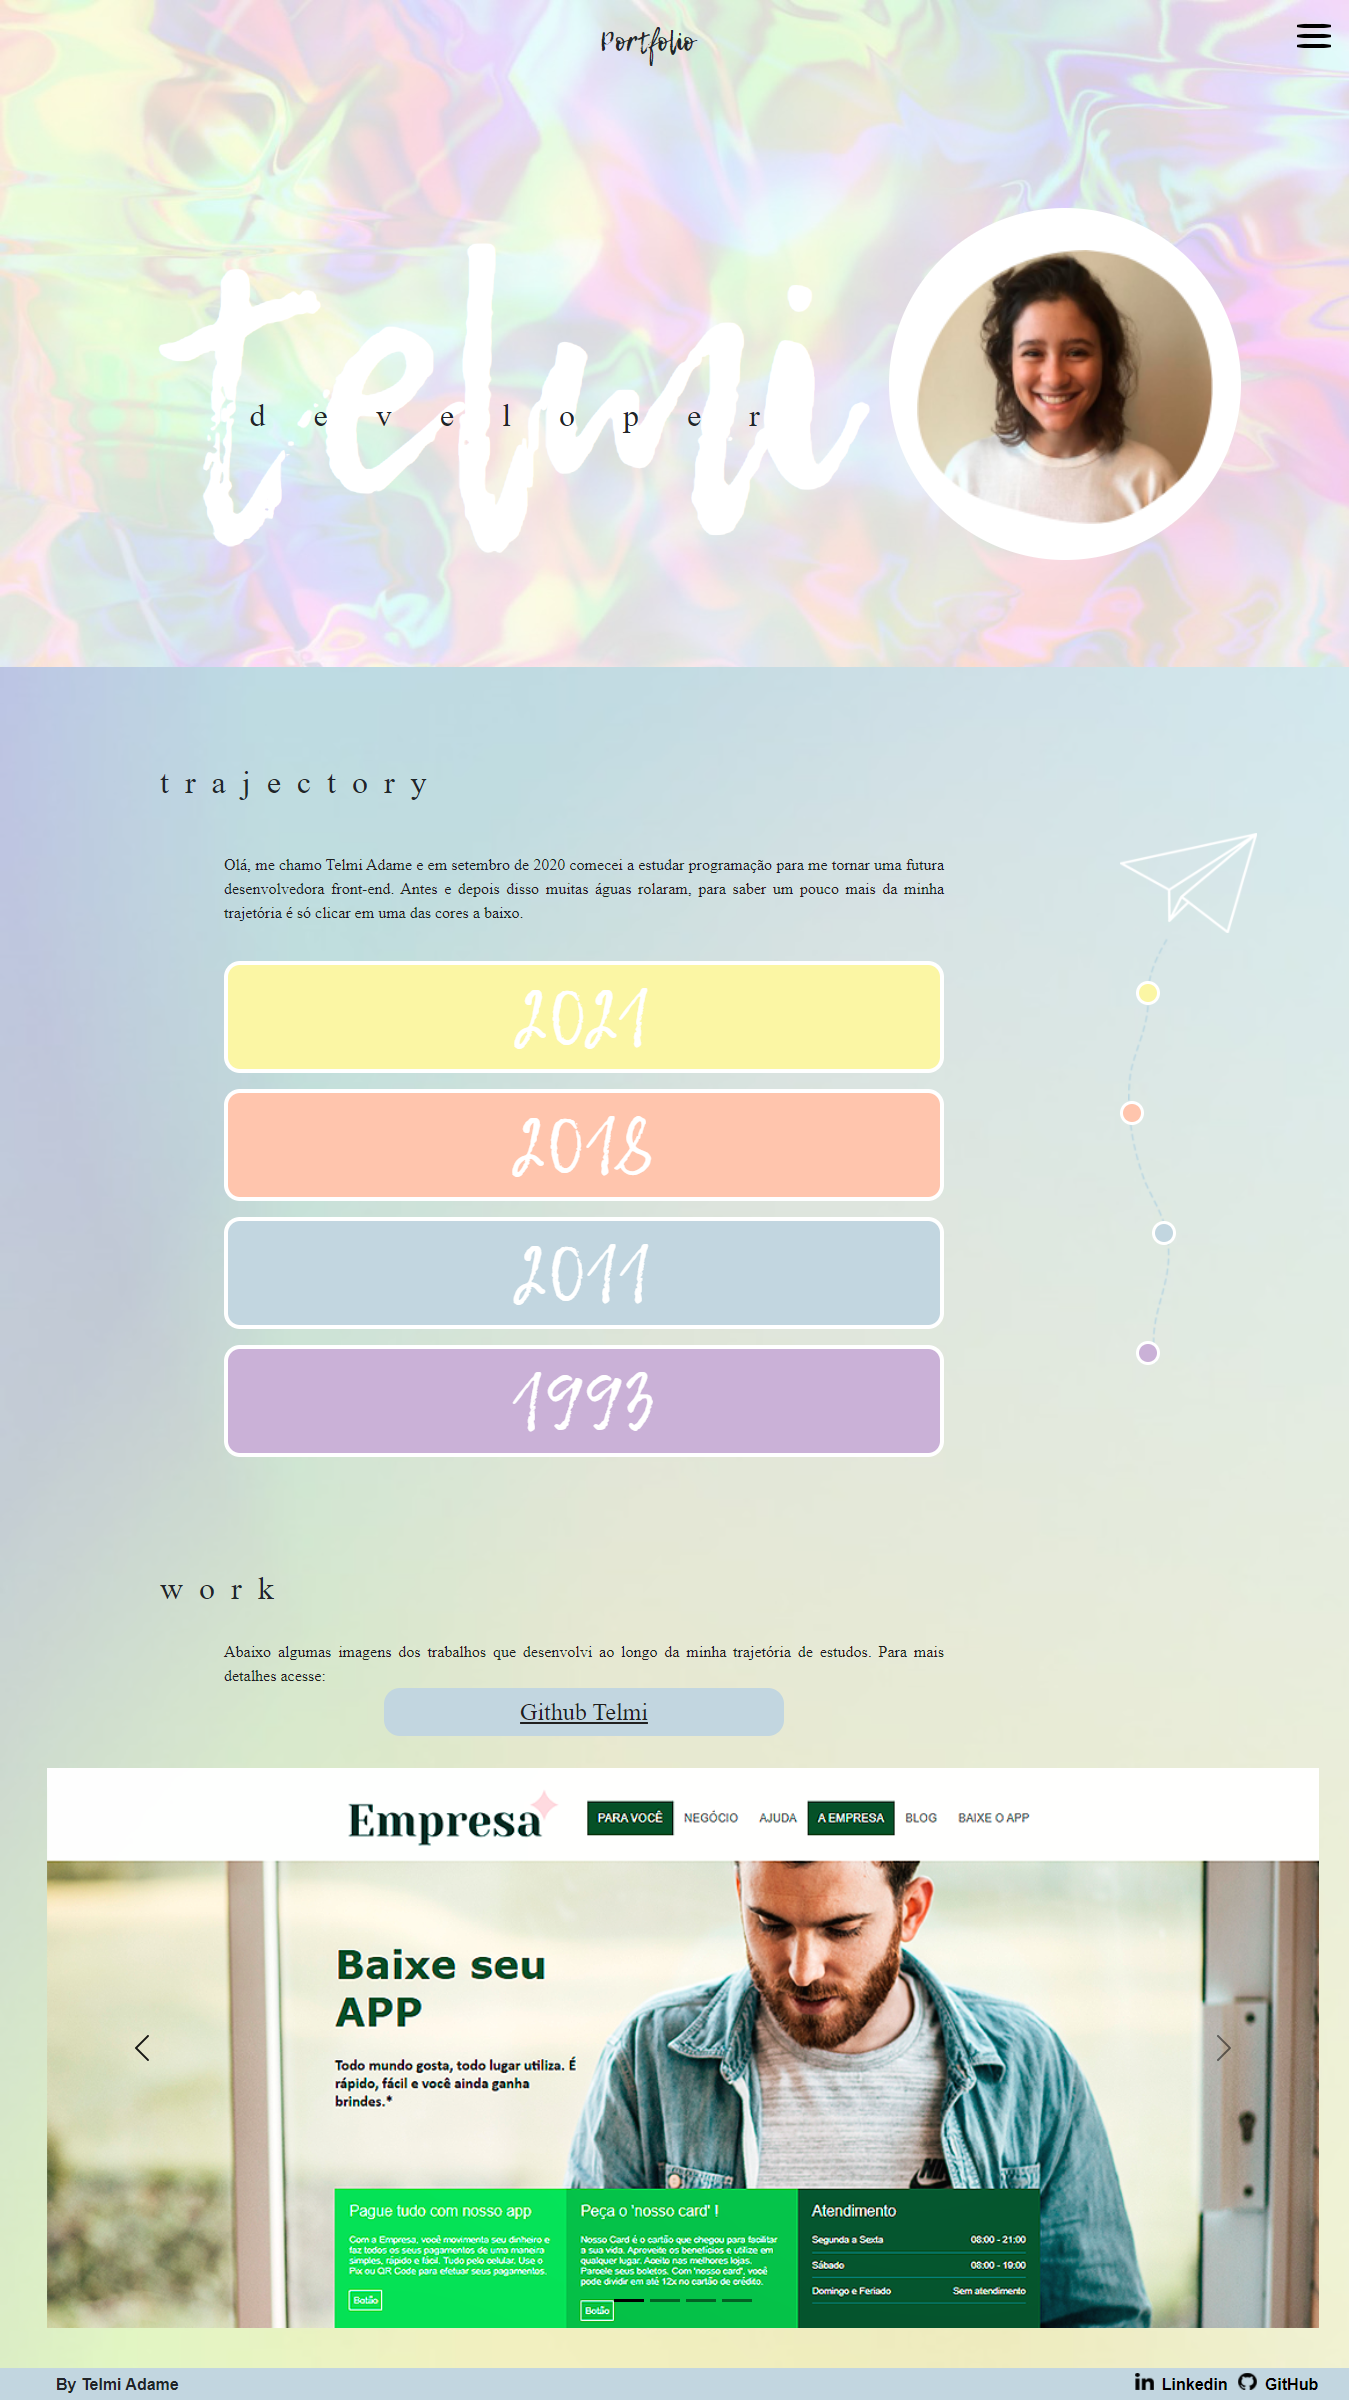 Portfolio
telmi
developer
trajectory
Olá, me chamo Telmi Adame e em setembro de 2020 comecei a estudar programação para me tornar uma futura
desenvolvedora front-end. Antes e depois disso muitas águas rolaram, para saber um pouco mais da minha
trajetória é só clicar em uma das cores a baixo.
2021
2018
2011
1993
work
Abaixo algumas imagens dos trabalhos que desenvolvi ao longo da minha trajetória de estudos. Para mais
detalhes acesse:
Github Telmi
Empresa
PARA VOCÊ NEGÓCIO AJUDA A EMPRESA BLOG BAIXE O APP
Baixe seu
APP
Todo mundo gosta, todo lugar utiliza. É
rápido, fácil e você ainda ganha
brindes.*
Pague tudo com nosso app
Com a Empresa, você movimenta seu dinheiro e
faz todos os seus pagamentos de uma maneira
simples, rápido e fácil. Tudo pelo celular. Use o
Pix ou QR Code para efetuar seus pagamentos.
Botão
Peça o 'nosso card' !
Nosso Card é o cartão que chegou para facilitar
a sua vida. Aproveite os benefícios e utilize em
qualquer lugar. Aceito nas melhores lojas.
Parcele seus boletos. Com 'nosso card', você
pode dividir em até 12x no cartão de crédito.
Botão
Atendimento
Segunda a Sexta 08:00 - 21:00
Sábado 08:00 - 19:00
Domingo e Feriado Sem atendimento
By Telmi Adame
Linkedin GitHub